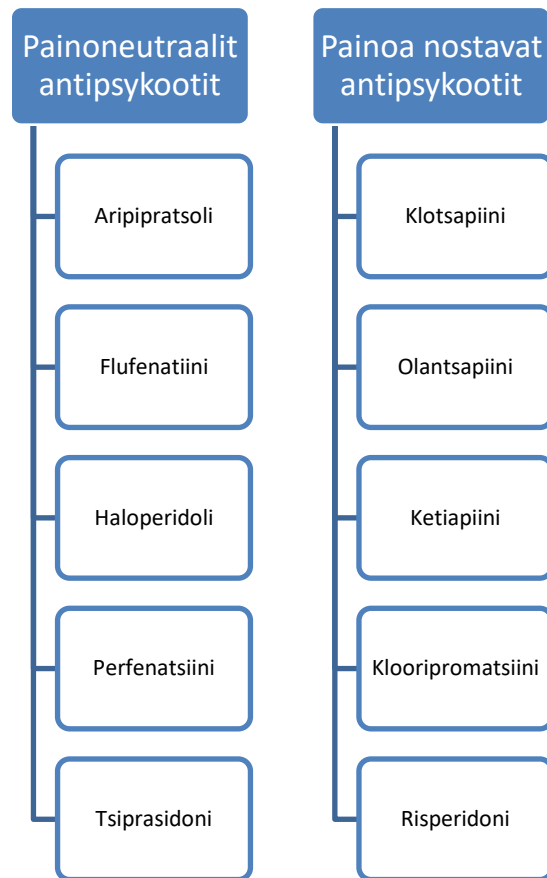 Painoneutraalit
antipsykootit
Aripipratsoli
Flufenatiini
Haloperidoli
Perfenatsiini
Tsiprasidoni
Painoa nostavat
antipsykootit
Klotsapiini
Olantsapiini
Ketiapiini
Klooripromatsiini
Risperidoni